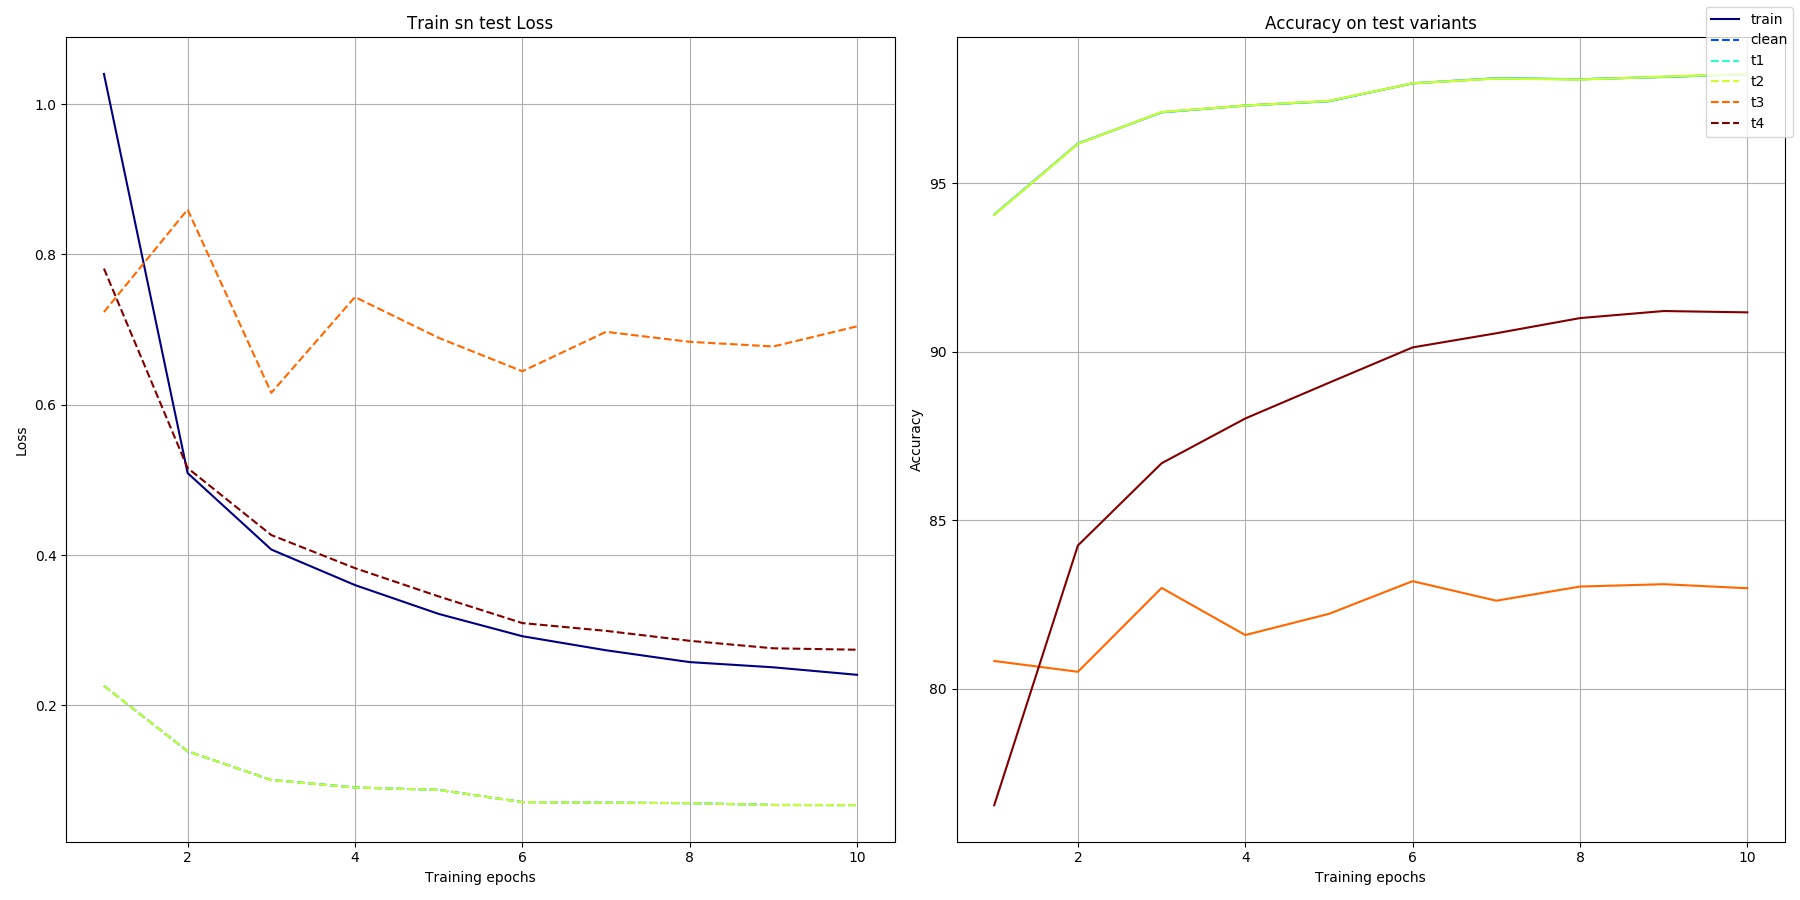 Train sn test Loss
1.0
0.8
0.6
0.4
0.2
Loss
2 4 6 8 10
Training epochs
Accuracy on test variants
95
90
85
80
Accuracy
2 4 6 8 10
Training epochs
train
clean
t1
t2
t3
t4